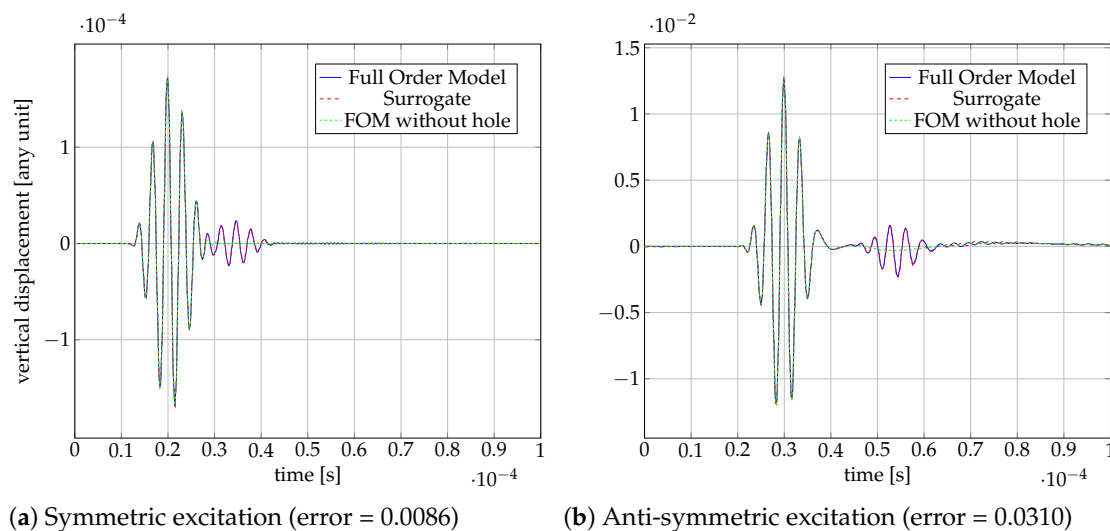 ·10⁻⁴
1
0
−1
vertical displacement [any unit]
Full Order Model
Surrogate
FOM without hole
0 0.1 0.2 0.3 0.4 0.5 0.6 0.7 0.8 0.9 1
time [s]
·10⁻⁴
(a) Symmetric excitation (error = 0.0086)
·10⁻²
1.5
1
0.5
0
−0.5
−1
Full Order Model
Surrogate
FOM without hole
0 0.1 0.2 0.3 0.4 0.5 0.6 0.7 0.8 0.9 1
time [s]
·10⁻⁴
(b) Anti-symmetric excitation (error = 0.0310)